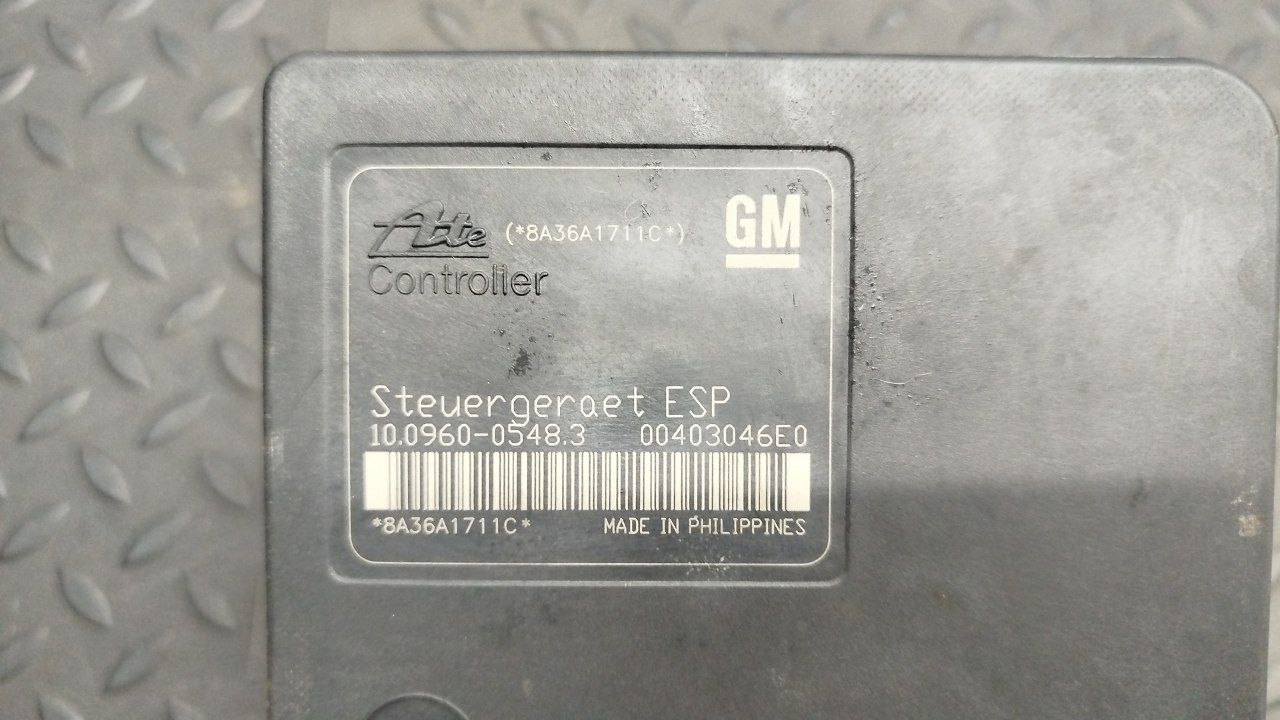 Ate (*8A36A1711C*) GM
Controller
Steuergeraet ESP
10.0960-0548.3 00403046E0
*8A36A1711C* MADE IN PHILIPPINES